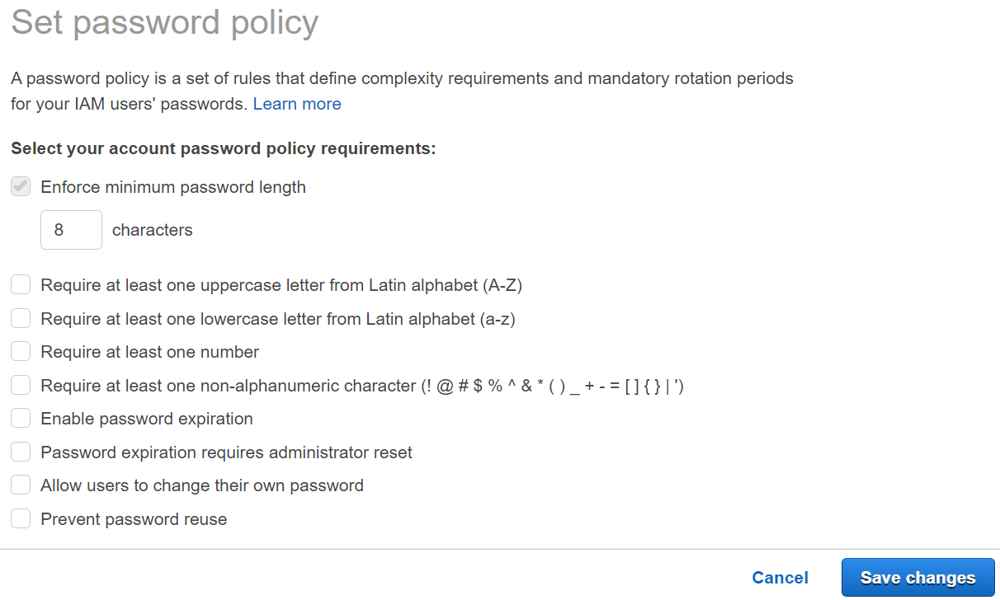 Set password policy
A password policy is a set of rules that define complexity requirements and mandatory rotation periods
for your IAM users' passwords. Learn more
Select your account password policy requirements:
Enforce minimum password length
8 characters
Require at least one uppercase letter from Latin alphabet (A-Z)
Require at least one lowercase letter from Latin alphabet (a-z)
Require at least one number
Require at least one non-alphanumeric character (! @ # $ % ^ & * ( ) _ + - = [ ] { } | ')
Enable password expiration
Password expiration requires administrator reset
Allow users to change their own password
Prevent password reuse
Cancel Save changes